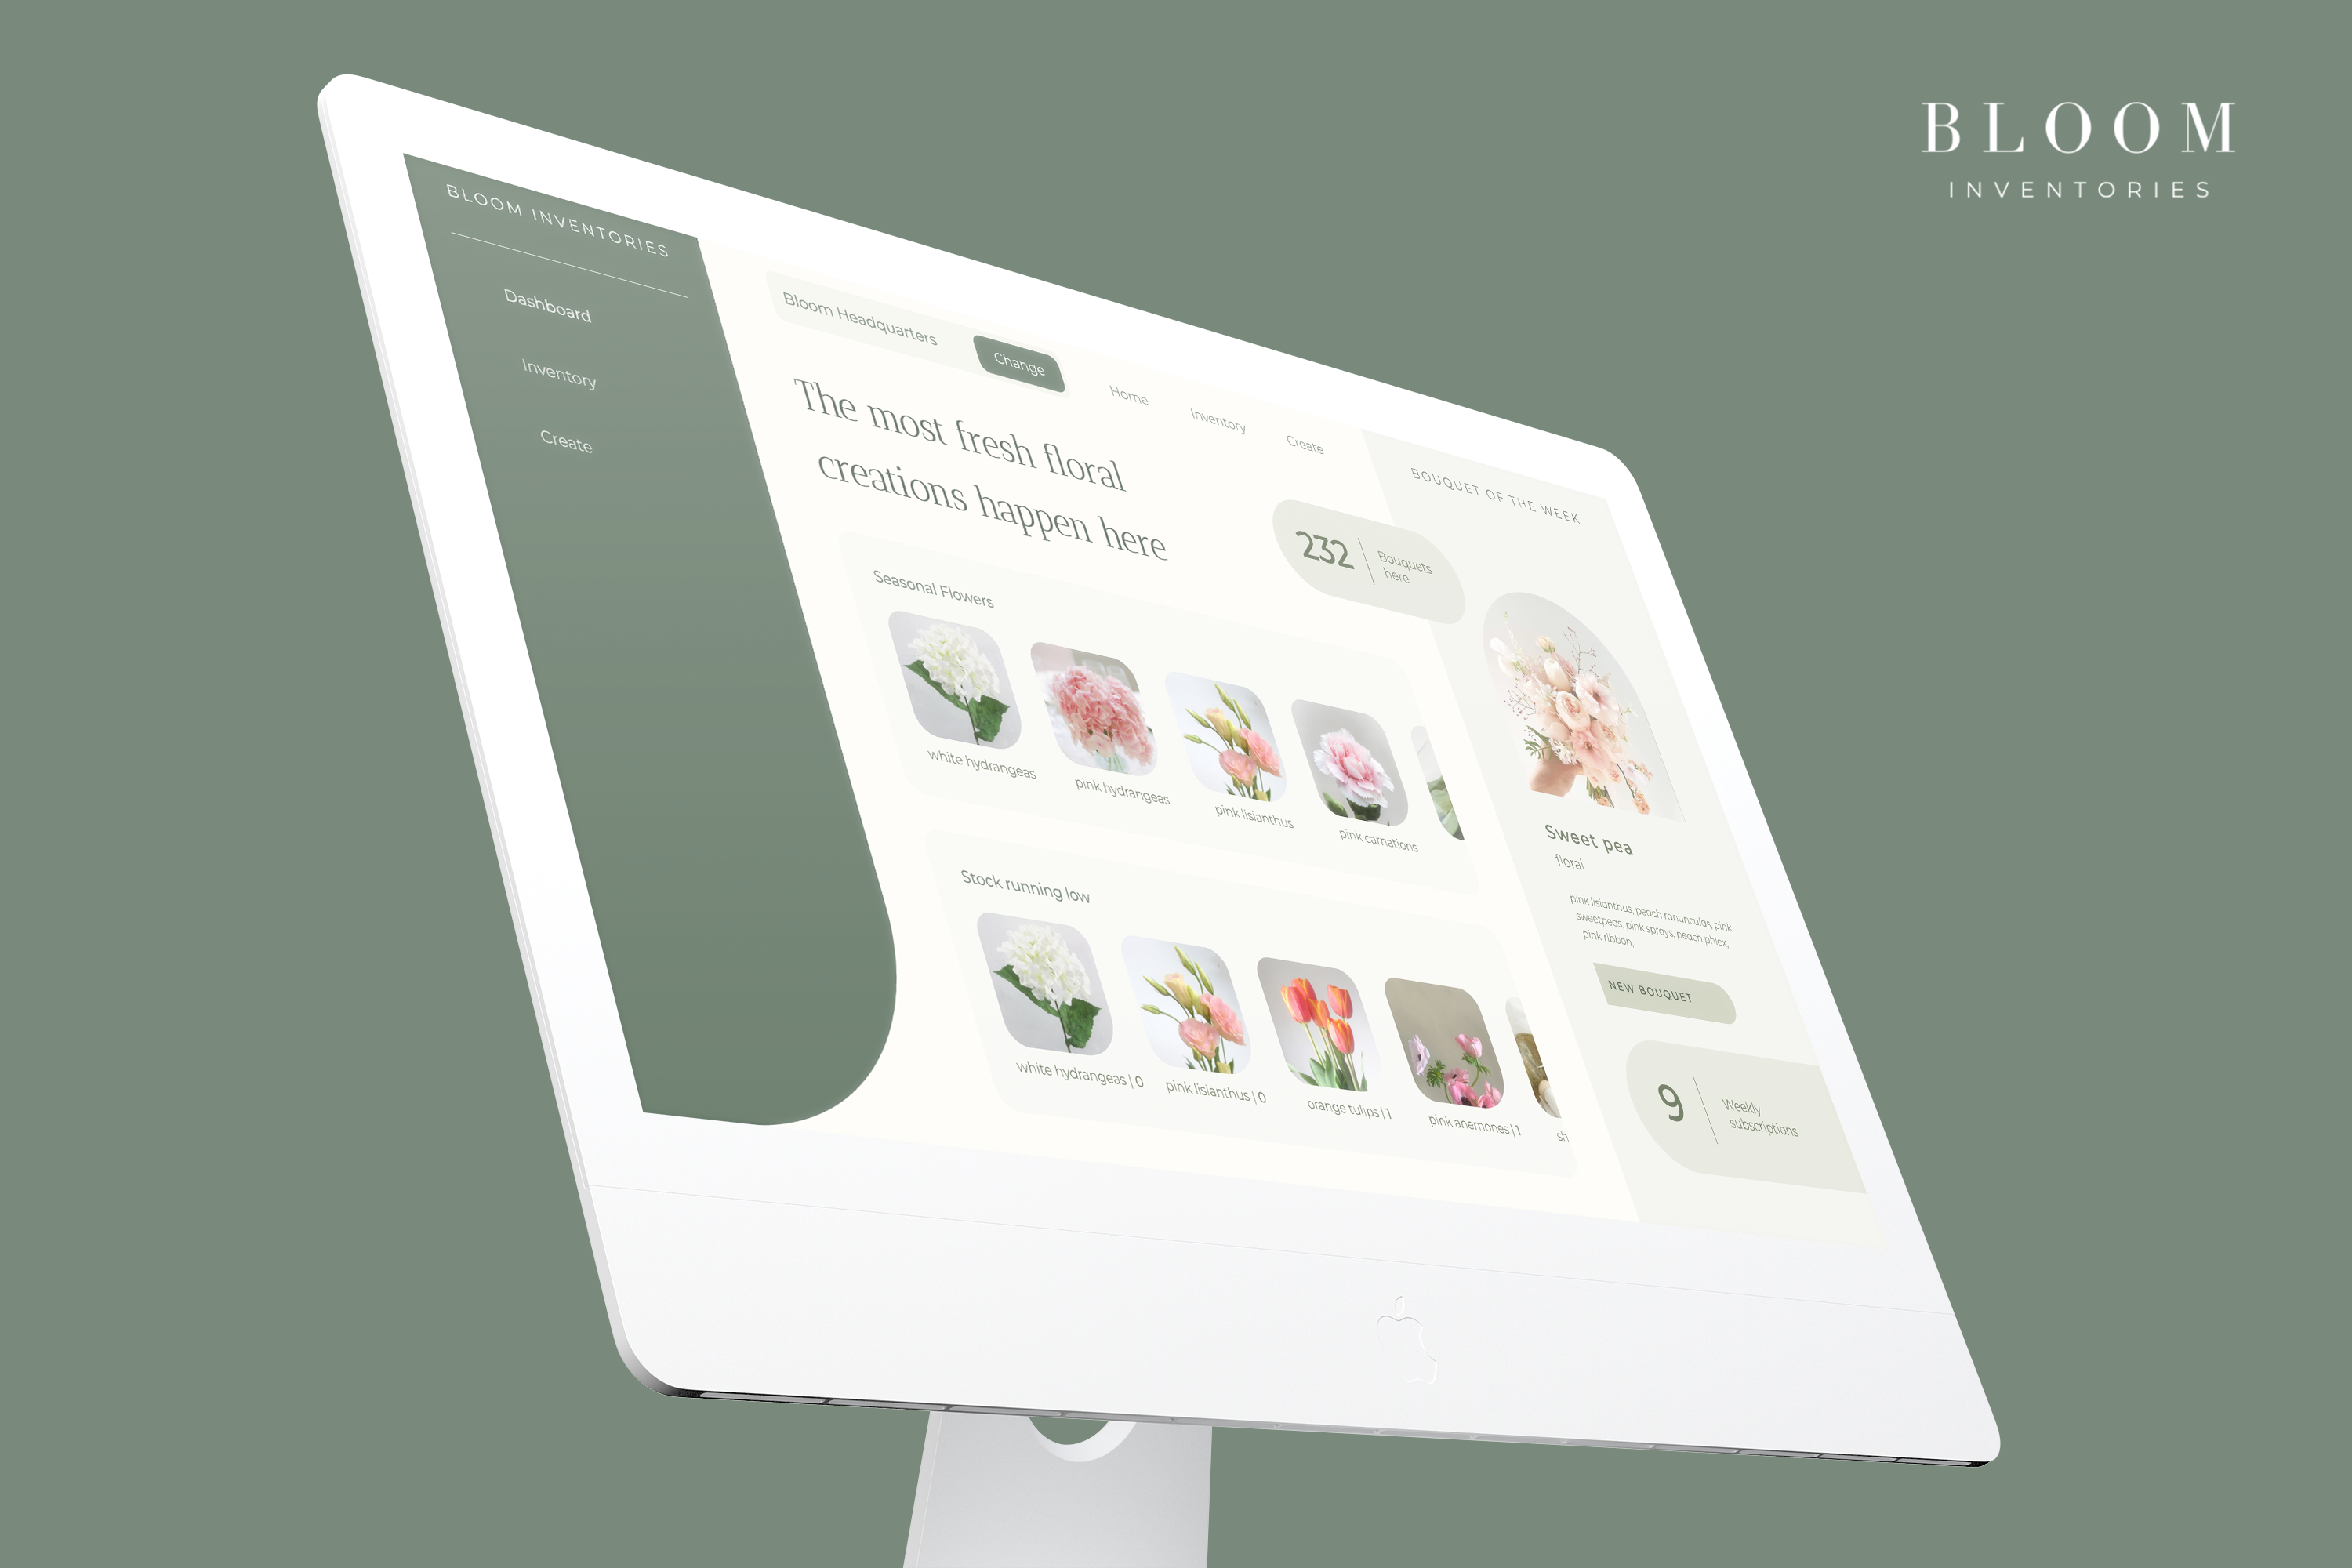 BLOOM
INVENTORIES
BLOOM INVENTORIES
Dashboard
Inventory
Create
Bloom Headquarters
Change
Home
Inventory
Create
The most fresh floral
creations happen here
232
Bouquets
here
Seasonal Flowers
white hydrangeas
pink hydrangeas
pink lisianthus
pink carnations
Stock running low
white hydrangeas | 0
pink lisianthus | 0
orange tulips | 1
pink anemones | 1
sh
BOUQUET OF THE WEEK
Sweet pea
floral
pink lisianthus, peach ranunculas, pink
sweetpeas, pink sprays, peach phlox,
pink ribbon,
NEW BOUQUET
9
Weekly
subscriptions